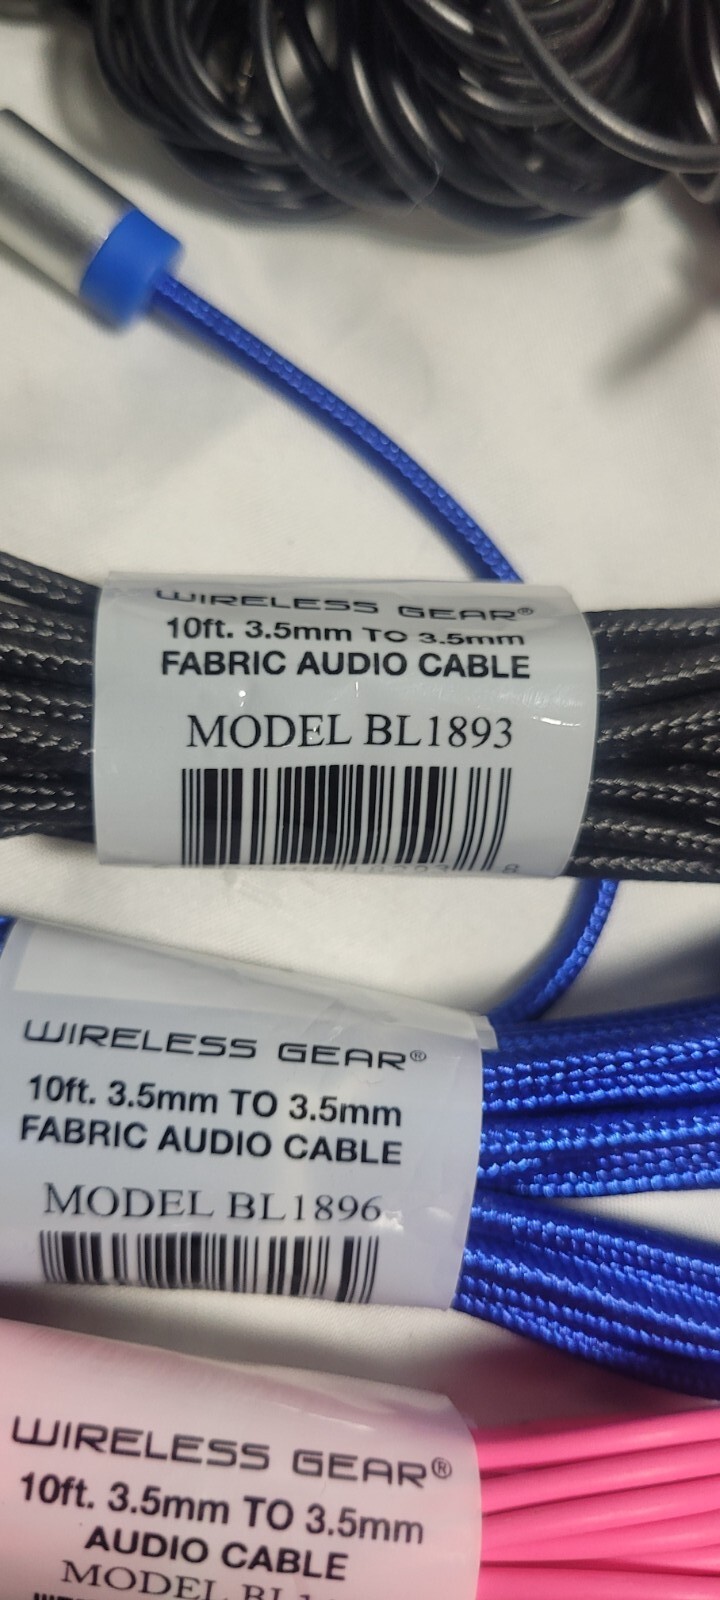 WIRELESS GEAR®
10ft. 3.5mm TO 3.5mm
FABRIC AUDIO CABLE
MODEL BL1893
WIRELESS GEAR®
10ft. 3.5mm TO 3.5mm
FABRIC AUDIO CABLE
MODEL BL1896
WIRELESS GEAR®
10ft. 3.5mm TO 3.5mm
AUDIO CABLE
MODEL